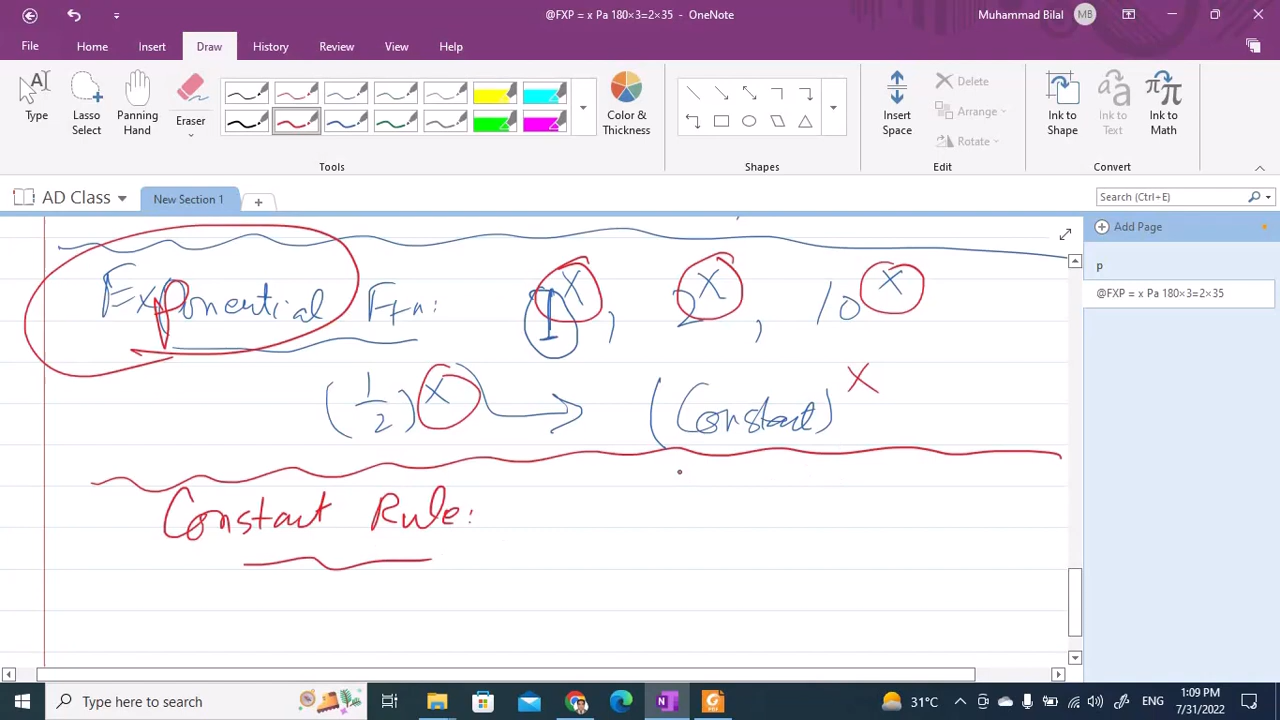 @FXP = x Pa 180×3=2×35 - OneNote
Muhammad Bilal MB
File Home Insert Draw History Review View Help
Type Lasso Select Panning Hand Eraser Color & Thickness Insert Space Delete Arrange Rotate Ink to Shape Ink to Text Ink to Math
Tools Shapes Edit Convert
AD Class New Section 1 + Search (Ctrl+E)
Add Page
p
@FXP = x Pa 180×3=2×35
Exponential Ftn: 1^x , 2^x , 10^x
(1/2)^x → (Constant)^x
Constant Rule:
Type here to search
31°C ENG 1:09 PM
7/31/2022